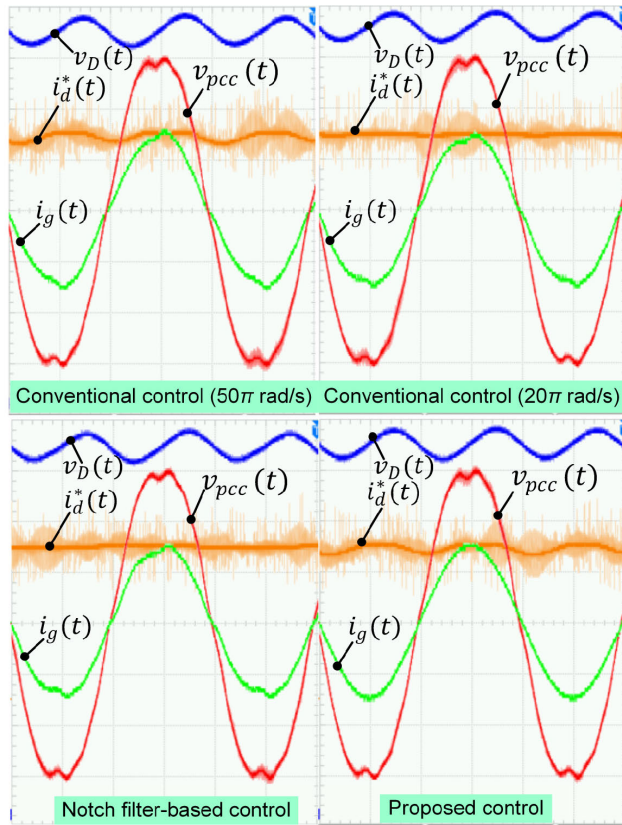 v_D(t)
i_d^*(t)
v_pcc(t)
i_g(t)
Conventional control (50π rad/s)
v_D(t)
i_d^*(t)
v_pcc(t)
i_g(t)
Conventional control (20π rad/s)
v_D(t)
i_d^*(t)
v_pcc(t)
i_g(t)
Notch filter-based control
v_D(t)
i_d^*(t)
v_pcc(t)
i_g(t)
Proposed control